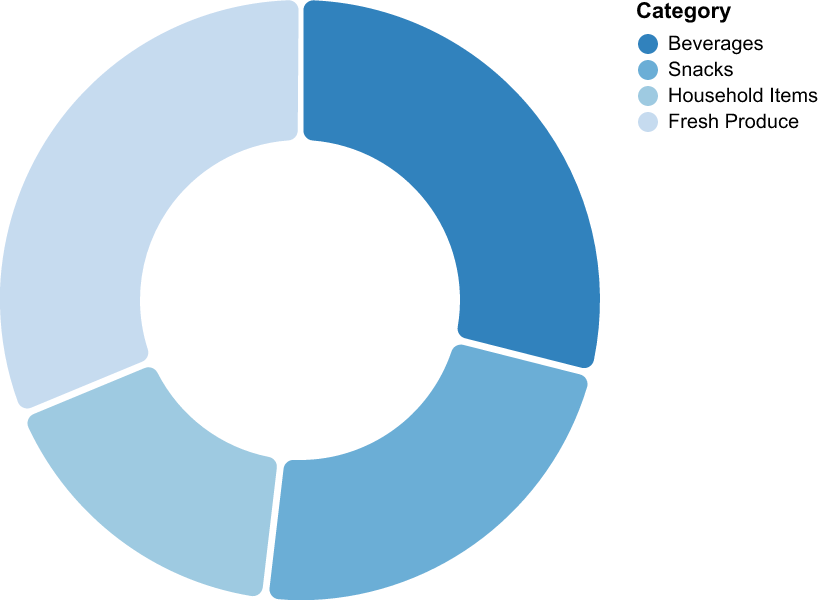 Category
Beverages
Snacks
Household Items
Fresh Produce